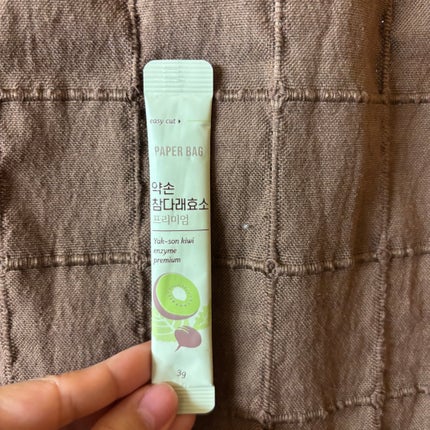 easy cut ▸
PAPER BAG
약손
참다래효소
프리미엄
Yak-son kiwi
enzyme
premium
3g